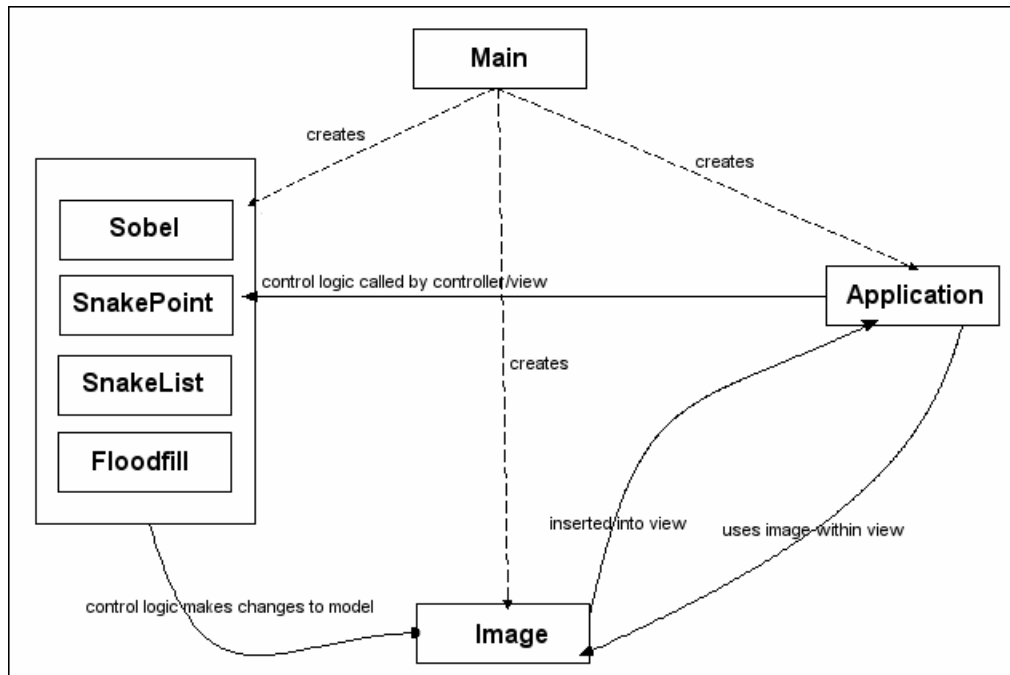 Main
creates
creates
Sobel
control logic called by controller/view
SnakePoint
Application
creates
SnakeList
Floodfill
inserted into view
uses image within view
control logic makes changes to model
Image